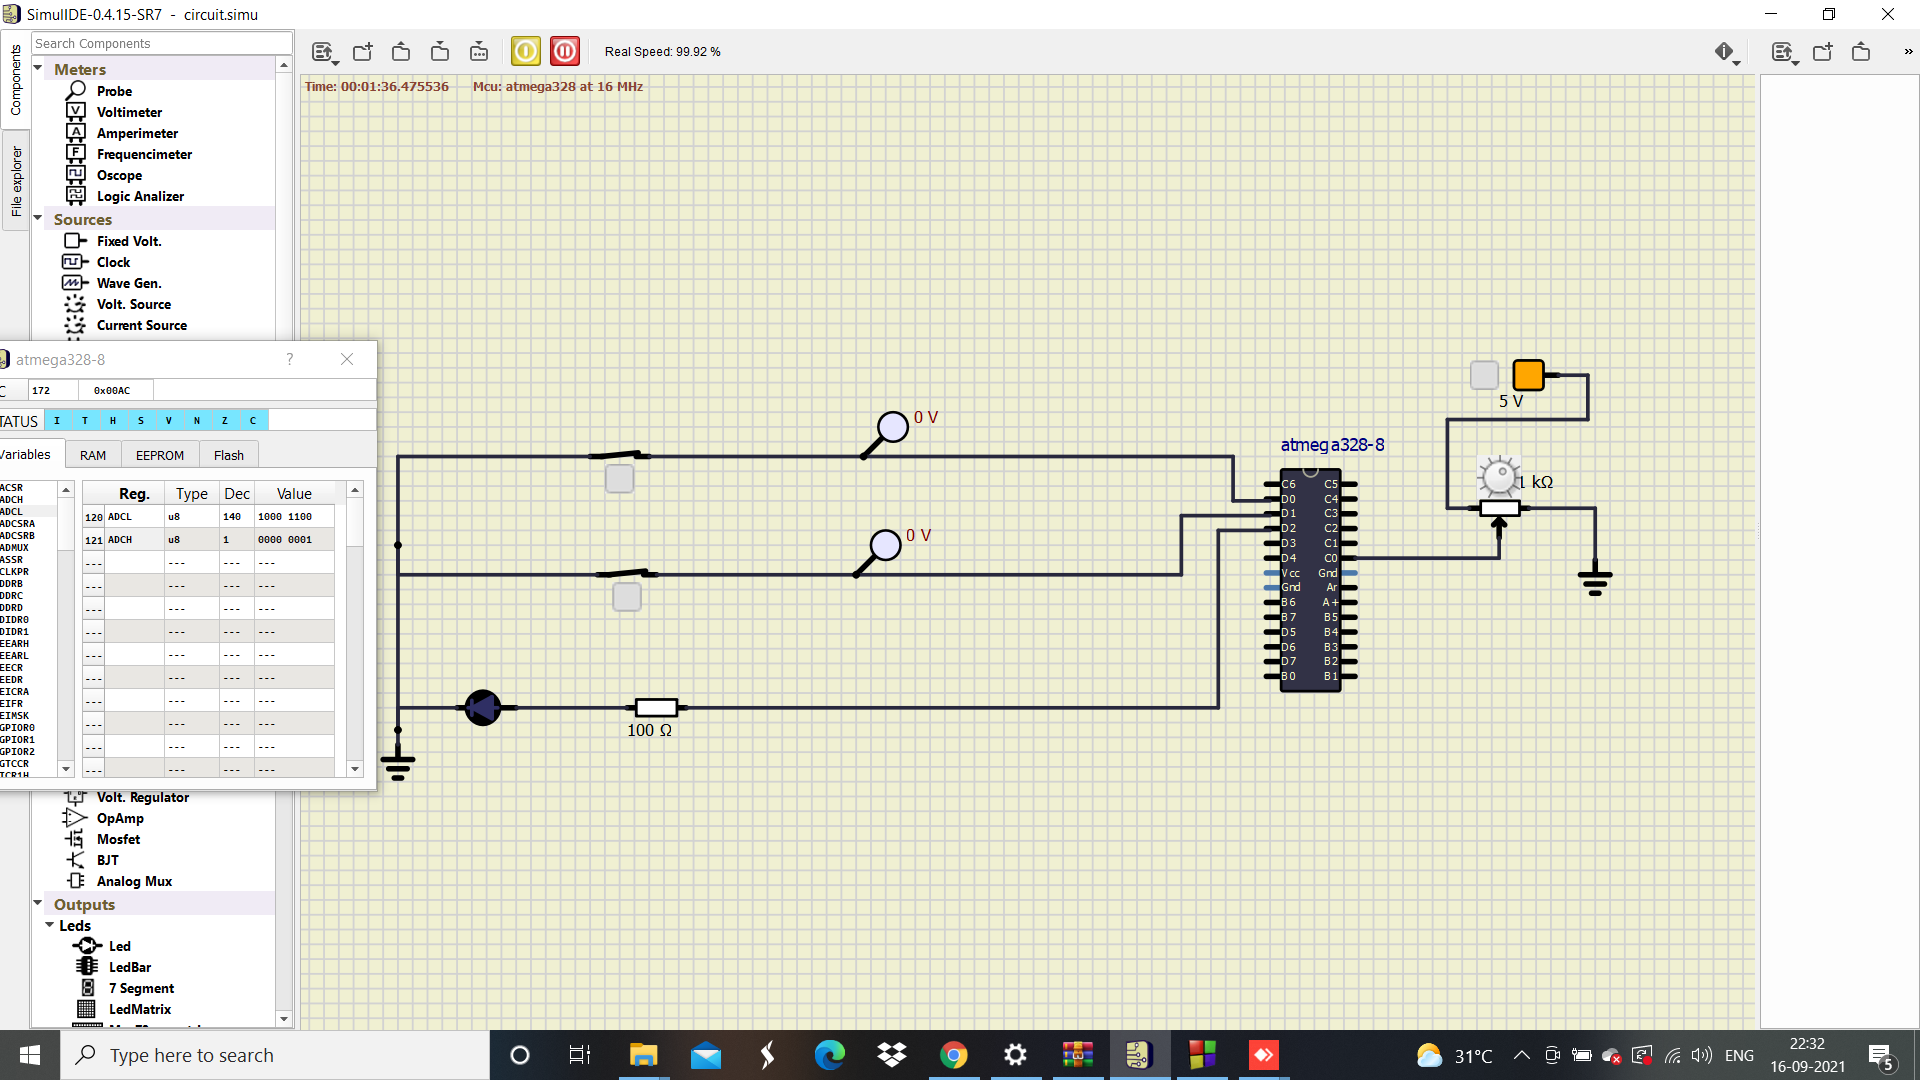 SimulIDE-0.4.15-SR7 - circuit.simu
Components
File explorer
Search Components
Real Speed: 99.92 %
»
Time: 00:01:36.475536 Mcu: atmega328 at 16 MHz
Meters
Probe
Voltimeter
Amperimeter
Frequencimeter
Oscope
Logic Analizer
Sources
Fixed Volt.
Clock
Wave Gen.
Volt. Source
Current Source
atmega328-8 ?
C 172 0x00AC
TATUS I T H S V N Z C
Variables RAM EEPROM Flash
ACSR
ADCH
ADCL
ADCSRA
ADCSRB
ADMUX
ASSR
CLKPR
DDRB
DDRC
DDRD
DIDR0
DIDR1
EEARH
EEARL
EECR
EEDR
EICRA
EIFR
EIMSK
GPIOR0
GPIOR1
GPIOR2
GTCCR
TCR1H
Reg. Type Dec Value
120 ADCL u8 140 1000 1100
121 ADCH u8 1 0000 0001
--- --- --- ---
--- --- --- ---
--- --- --- ---
--- --- --- ---
--- --- --- ---
--- --- --- ---
--- --- --- ---
--- --- --- ---
--- --- --- ---
--- --- --- ---
Volt. Regulator
OpAmp
Mosfet
BJT
Analog Mux
Outputs
Leds
Led
LedBar
7 Segment
LedMatrix
0 V
0 V
100 Ω
5 V
1 kΩ
atmega328-8
C6 C5
D0 C4
D1 C3
D2 C2
D3 C1
D4 C0
Vcc Gnd
Gnd Ar
B6 A+
B7 B5
D5 B4
D6 B3
D7 B2
B0 B1
Type here to search
31°C
ENG
22:32
16-09-2021
5